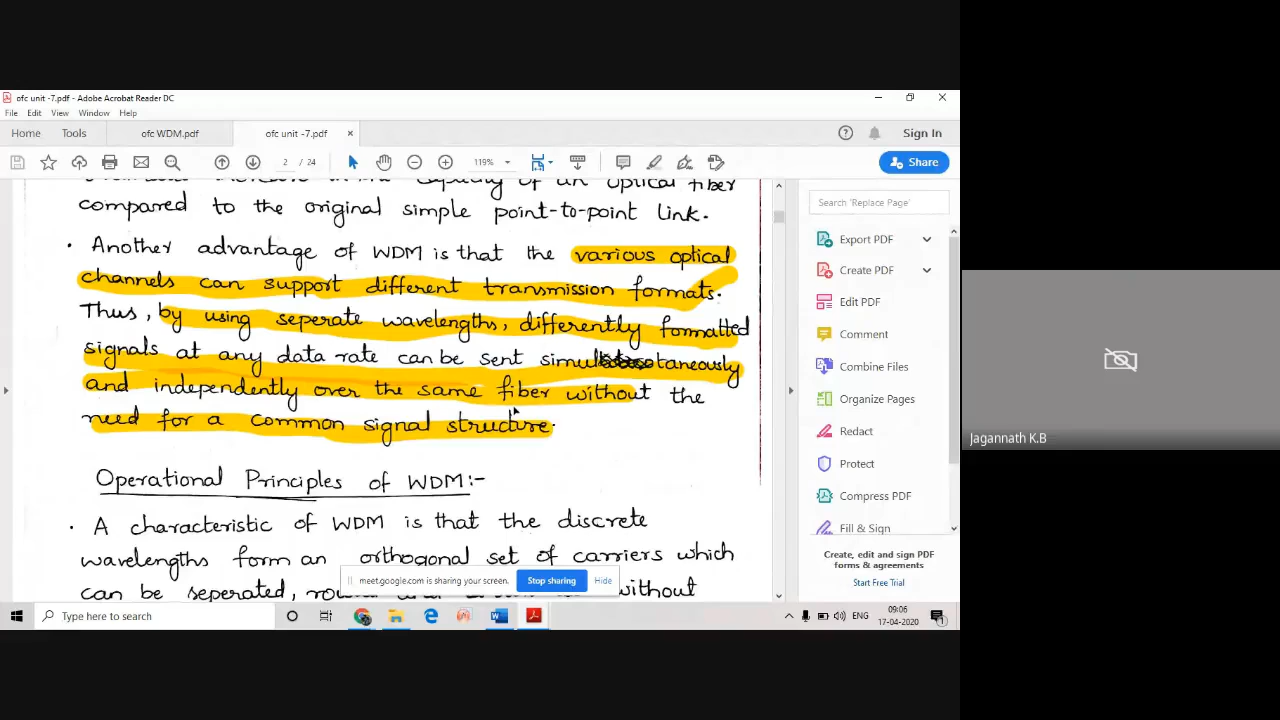 ofc unit -7.pdf - Adobe Acrobat Reader DC
File Edit View Window Help
Home Tools ofc WDM.pdf ofc unit -7.pdf × Sign In
2 / 24 119% Share
capacity of an optical fiber
compared to the original simple point-to-point link.
• Another advantage of WDM is that the various optical
channels can support different transmission formats.
Thus, by using seperate wavelengths, differently formatted
signals at any data rate can be sent simultaneously
and independently over the same fiber without the
need for a common signal structure.
Operational Principles of WDM:-
• A characteristic of WDM is that the discrete
wavelengths form an orthogonal set of carriers which
can be seperated, without
Search 'Replace Page'
Export PDF
Create PDF
Edit PDF
Comment
Combine Files
Organize Pages
Redact
Protect
Compress PDF
Fill & Sign
Create, edit and sign PDF
forms & agreements
Start Free Trial
meet.google.com is sharing your screen. Stop sharing Hide
Type here to search
ENG
09:06
17-04-2020
Jagannath K.B